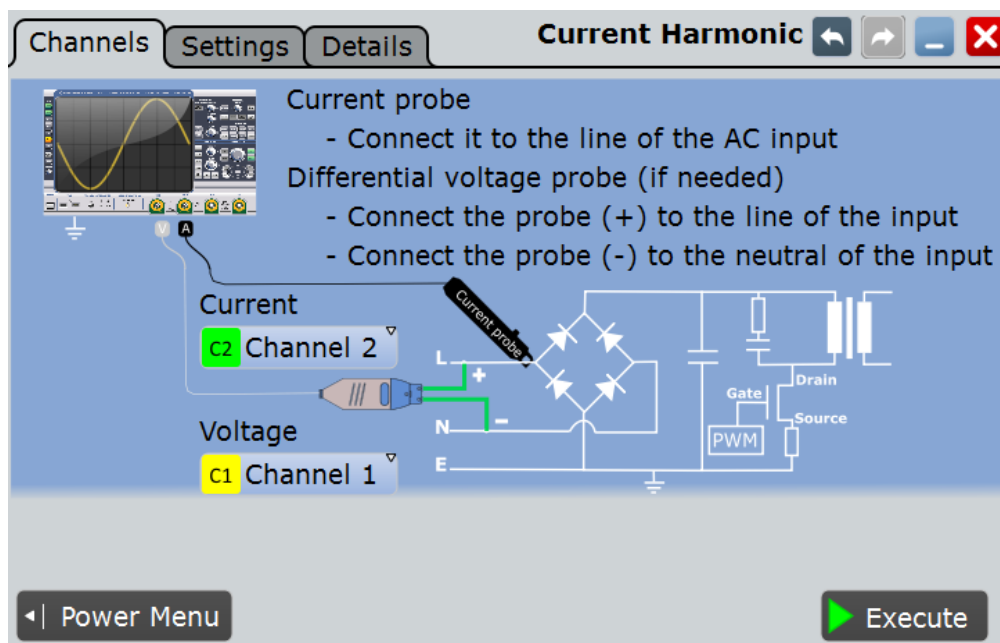 Channels
Settings
Details
Current Harmonic
Current probe
- Connect it to the line of the AC input
Differential voltage probe (if needed)
- Connect the probe (+) to the line of the input
- Connect the probe (-) to the neutral of the input
V
A
Current
C2 Channel 2
Current probe
L
+
Voltage
N
-
C1 Channel 1
E
Gate
Drain
Source
PWM
Power Menu
Execute